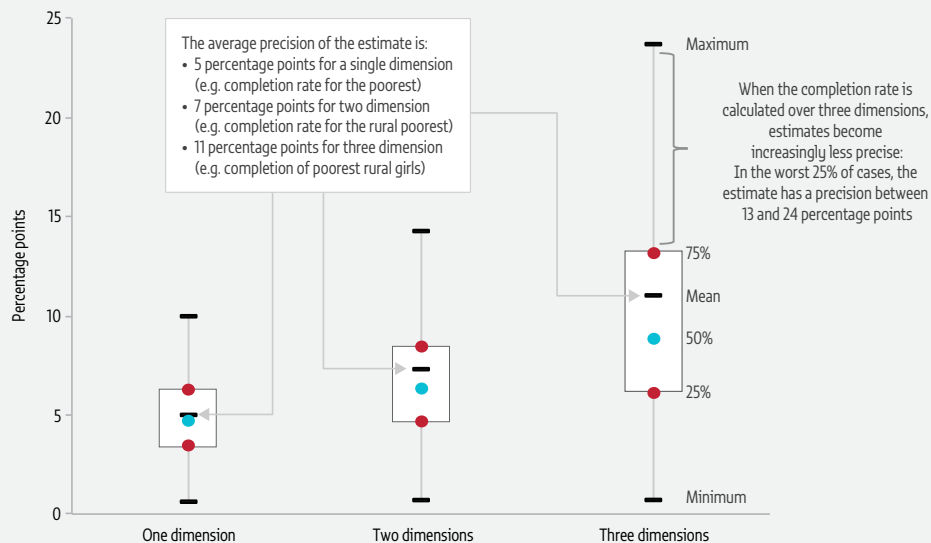 25
20
15
10
5
0
Percentage points
The average precision of the estimate is:
• 5 percentage points for a single dimension
(e.g. completion rate for the poorest)
• 7 percentage points for two dimension
(e.g. completion rate for the rural poorest)
• 11 percentage points for three dimension
(e.g. completion of poorest rural girls)
Maximum
When the completion rate is
calculated over three dimensions,
estimates become
increasingly less precise:
In the worst 25% of cases, the
estimate has a precision between
13 and 24 percentage points
75%
Mean
50%
25%
Minimum
One dimension
Two dimensions
Three dimensions